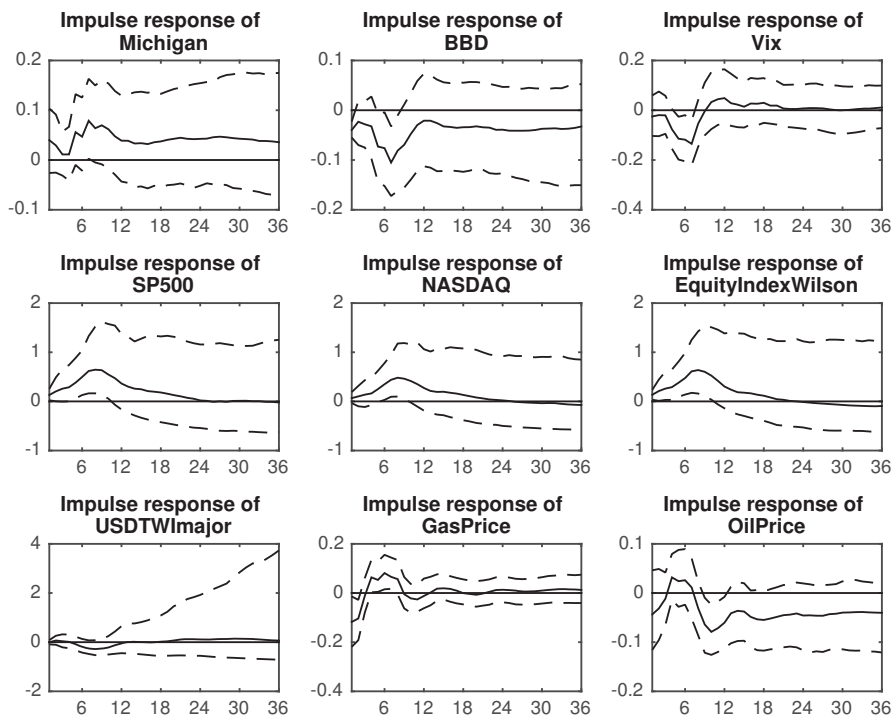 Impulse response of
Michigan
0.2
0.1
0
-0.1
6 12 18 24 30 36
Impulse response of
BBD
0.1
0
-0.1
-0.2
6 12 18 24 30 36
Impulse response of
Vix
0.2
0
-0.2
-0.4
6 12 18 24 30 36
Impulse response of
SP500
2
1
0
-1
6 12 18 24 30 36
Impulse response of
NASDAQ
2
1
0
-1
6 12 18 24 30 36
Impulse response of
EquityIndexWilson
2
1
0
-1
6 12 18 24 30 36
Impulse response of
USDTWImajor
4
2
0
-2
6 12 18 24 30 36
Impulse response of
GasPrice
0.2
0
-0.2
-0.4
6 12 18 24 30 36
Impulse response of
OilPrice
0.1
0
-0.1
-0.2
6 12 18 24 30 36